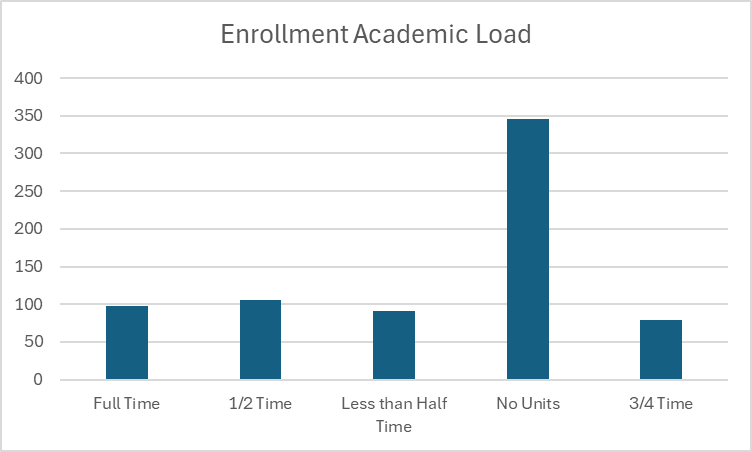 Enrollment Academic Load
400
350
300
250
200
150
100
50
0
Full Time
1/2 Time
Less than Half
Time
No Units
3/4 Time